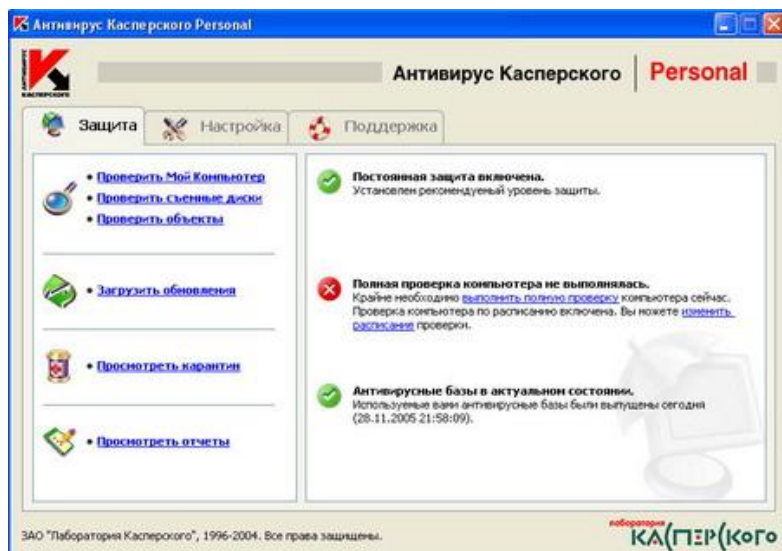 Антивирус Касперского Personal
КАСПЕРСКОГО
Антивирус Касперского Personal
Защита Настройка Поддержка
• Проверить Мой Компьютер
• Проверить съемные диски
• Проверить объекты
• Загрузить обновления
• Просмотреть карантин
• Просмотреть отчеты
Постоянная защита включена.
Установлен рекомендуемый уровень защиты.
Полная проверка компьютера не выполнялась.
Крайне необходимо выполнить полную проверку компьютера сейчас.
Проверка компьютера по расписанию включена. Вы можете изменить
расписание проверки.
Антивирусные базы в актуальном состоянии.
Используемые вами антивирусные базы были выпущены сегодня
(28.11.2005 21:58:09).
ЗАО "Лаборатория Касперского", 1996-2004. Все права защищены.
лаборатория
КА(ПЕР(КОГО